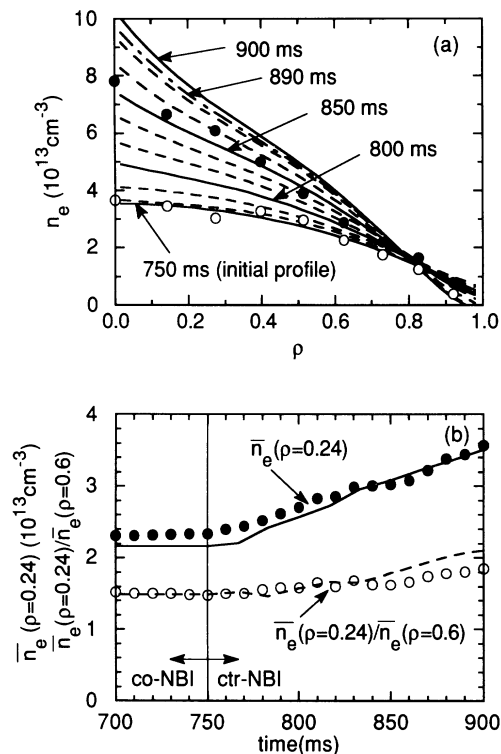 10
8
6
4
2
0
n_e (10^13 cm^-3)
(a)
900 ms
890 ms
850 ms
800 ms
750 ms (initial profile)
0.0 0.2 0.4 0.6 0.8 1.0
ρ
4
3
2
1
0
n̅_e(ρ=0.24) (10^13 cm^-3)
n̅_e(ρ=0.24)/n̅_e(ρ=0.6)
(b)
n̅_e(ρ=0.24)
n̅_e(ρ=0.24)/n̅_e(ρ=0.6)
co-NBI ctr-NBI
700 750 800 850 900
time(ms)